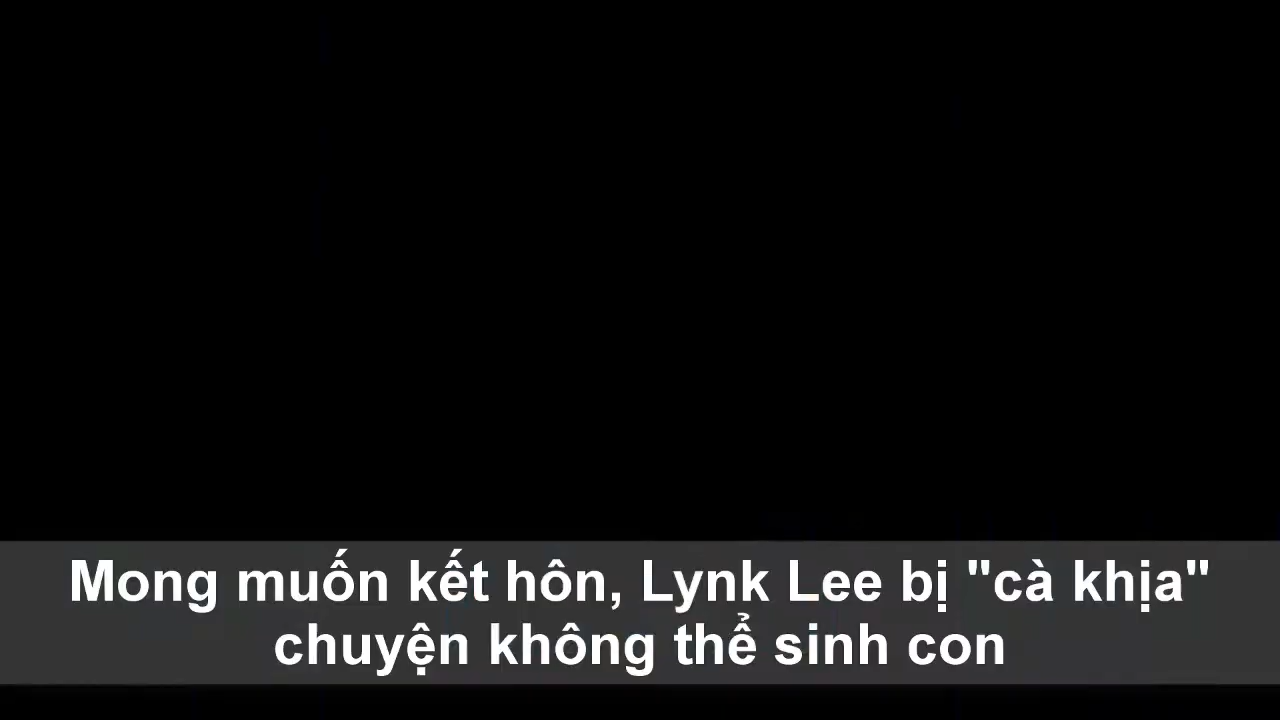 Mong muốn kết hôn, Lynk Lee bị "cà khịa"
chuyện không thể sinh con